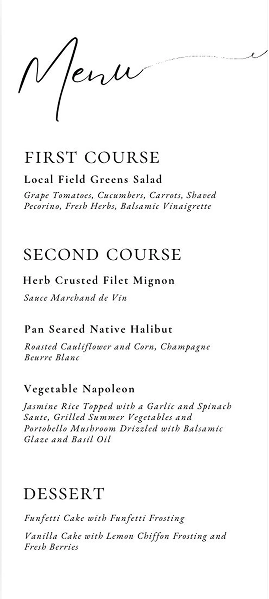 Menu
FIRST COURSE
Local Field Greens Salad
Grape Tomatoes, Cucumbers, Carrots, Shaved
Pecorino, Fresh Herbs, Balsamic Vinaigrette
SECOND COURSE
Herb Crusted Filet Mignon
Sauce Marchand de Vin
Pan Seared Native Halibut
Roasted Cauliflower and Corn, Champagne
Beurre Blanc
Vegetable Napoleon
Jasmine Rice Topped with a Garlic and Spinach
Saute, Grilled Summer Vegetables and
Portobello Mushroom Drizzled with Balsamic
Glaze and Basil Oil
DESSERT
Funfetti Cake with Funfetti Frosting
Vanilla Cake with Lemon Chiffon Frosting and
Fresh Berries